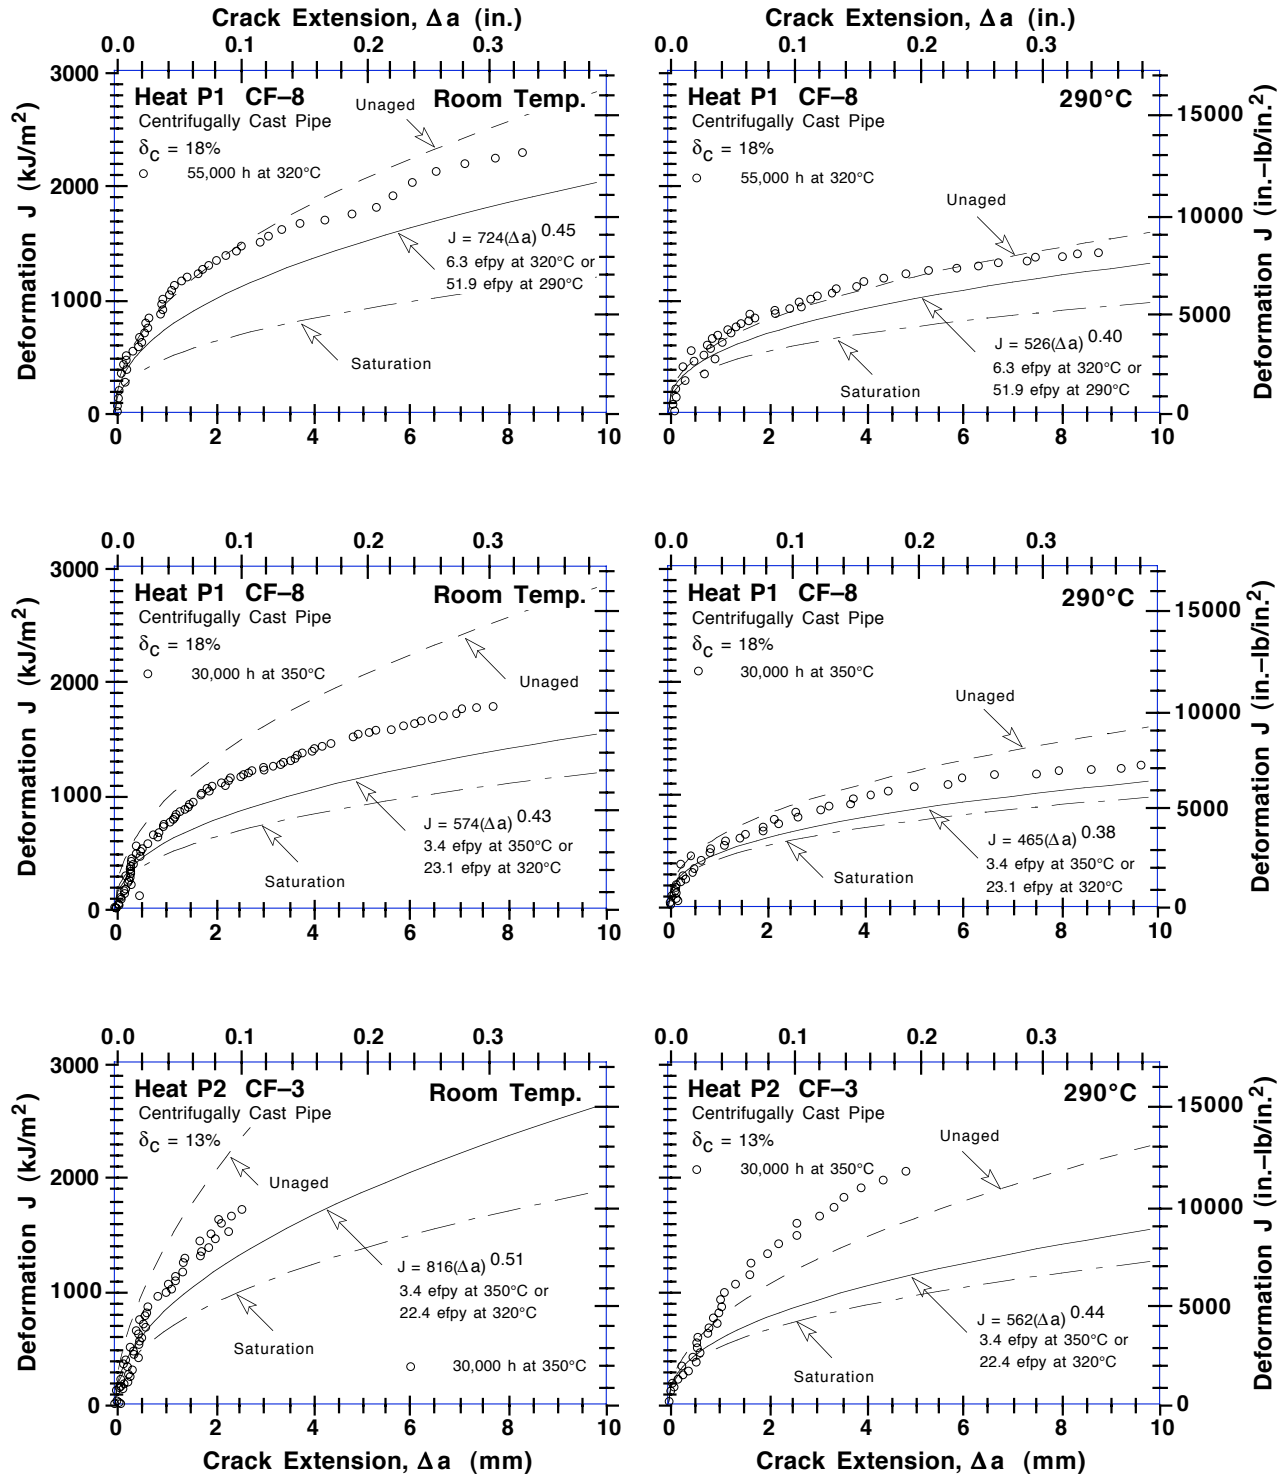 Crack Extension, Δa (in.)
0.0 0.1 0.2 0.3
Deformation J (kJ/m²)
3000
2000
1000
0
Heat P1 CF–8
Room Temp.
Centrifugally Cast Pipe
δC = 18%
55,000 h at 320°C
Unaged
J = 724(Δa)^0.45
6.3 efpy at 320°C or
51.9 efpy at 290°C
Saturation
0 2 4 6 8 10
Crack Extension, Δa (in.)
0.0 0.1 0.2 0.3
Heat P1 CF–8
290°C
Centrifugally Cast Pipe
δC = 18%
55,000 h at 320°C
Unaged
J = 526(Δa)^0.40
6.3 efpy at 320°C or
51.9 efpy at 290°C
Saturation
15000
10000
5000
0
Deformation J (in.–lb/in.²)
0 2 4 6 8 10
0.0 0.1 0.2 0.3
Deformation J (kJ/m²)
3000
2000
1000
0
Heat P1 CF–8
Room Temp.
Centrifugally Cast Pipe
δC = 18%
30,000 h at 350°C
Unaged
J = 574(Δa)^0.43
3.4 efpy at 350°C or
23.1 efpy at 320°C
Saturation
0 2 4 6 8 10
0.0 0.1 0.2 0.3
Heat P1 CF–8
290°C
Centrifugally Cast Pipe
δC = 18%
30,000 h at 350°C
Unaged
J = 465(Δa)^0.38
3.4 efpy at 350°C or
23.1 efpy at 320°C
Saturation
15000
10000
5000
0
Deformation J (in.–lb/in.²)
0 2 4 6 8 10
0.0 0.1 0.2 0.3
Deformation J (kJ/m²)
3000
2000
1000
0
Heat P2 CF–3
Room Temp.
Centrifugally Cast Pipe
δC = 13%
Unaged
J = 816(Δa)^0.51
3.4 efpy at 350°C or
22.4 efpy at 320°C
Saturation
30,000 h at 350°C
0 2 4 6 8 10
Crack Extension, Δa (mm)
0.0 0.1 0.2 0.3
Heat P2 CF–3
290°C
Centrifugally Cast Pipe
δC = 13%
30,000 h at 350°C
Unaged
J = 562(Δa)^0.44
3.4 efpy at 350°C or
22.4 efpy at 320°C
Saturation
15000
10000
5000
0
Deformation J (in.–lb/in.²)
0 2 4 6 8 10
Crack Extension, Δa (mm)